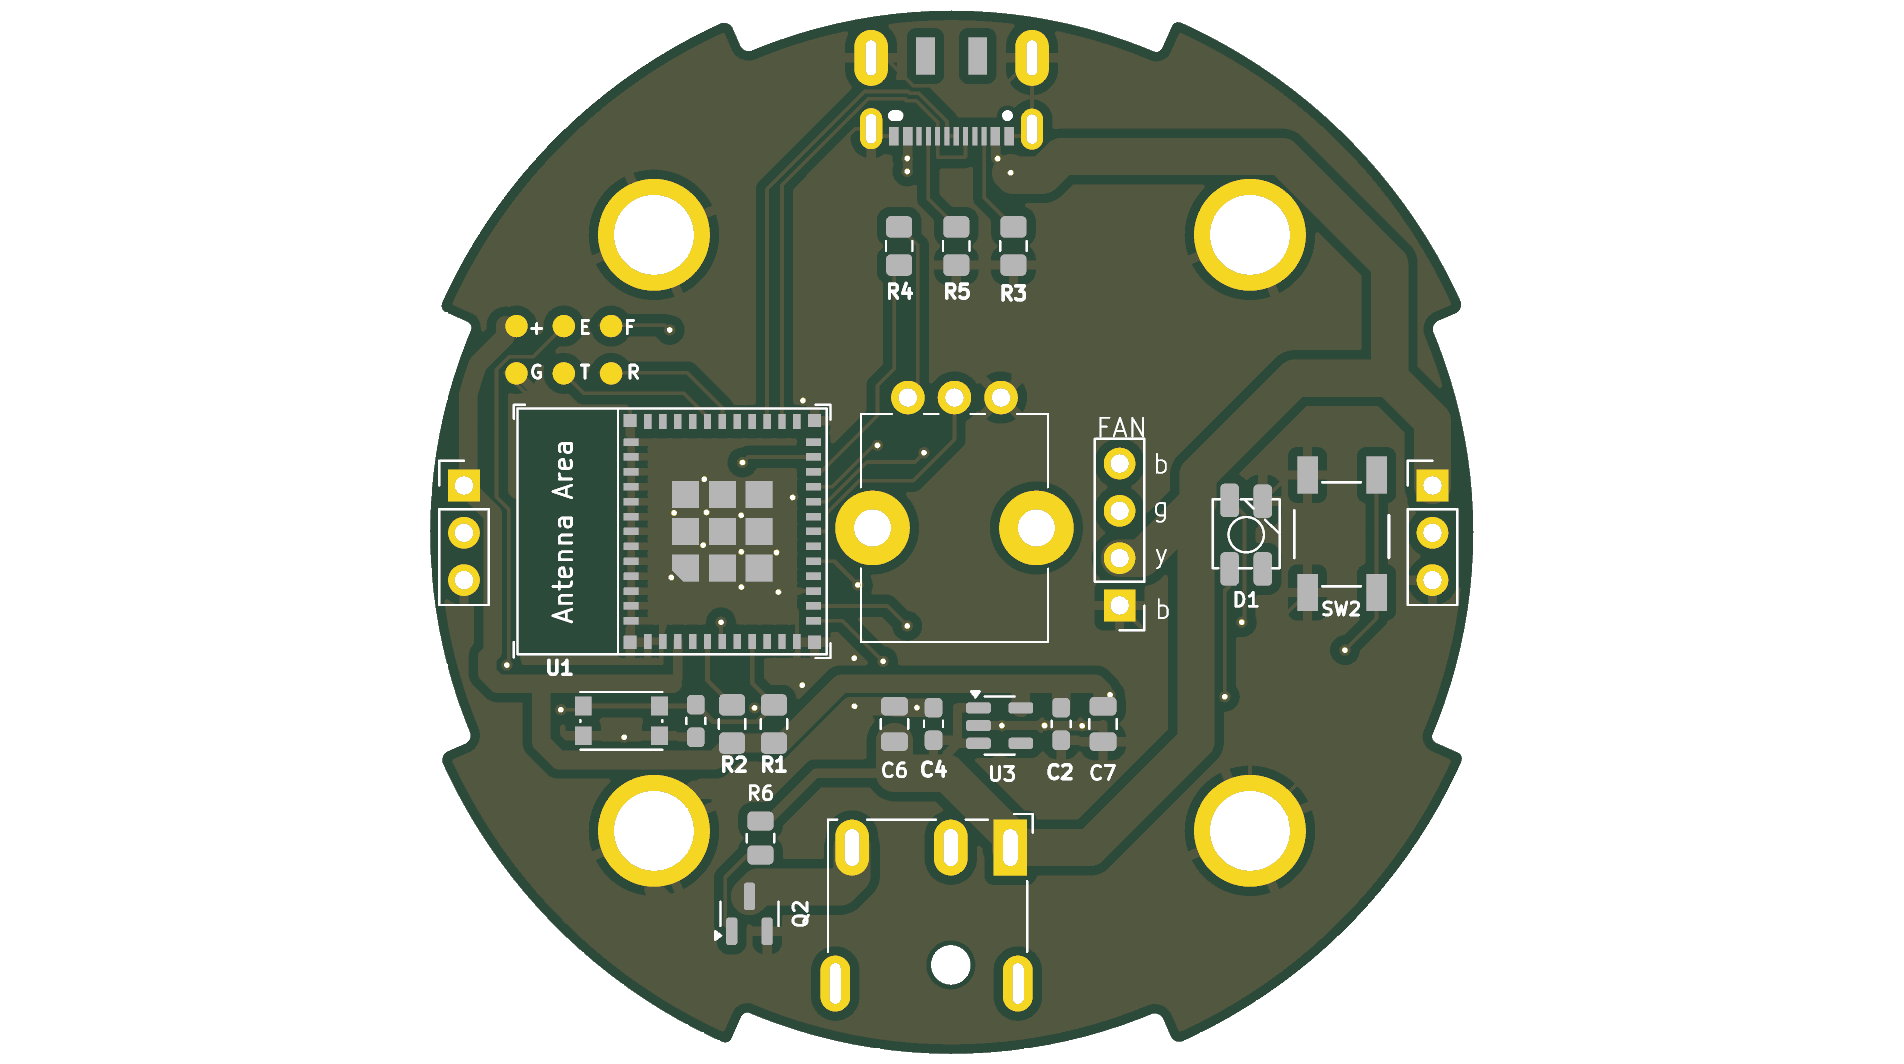 R4 R5 R3
+ E F
G T R
FAN
b
g
y
b
Antenna Area
U1
D1
SW2
R2 R1
C6 C4 U3 C2 C7
R6
Q2